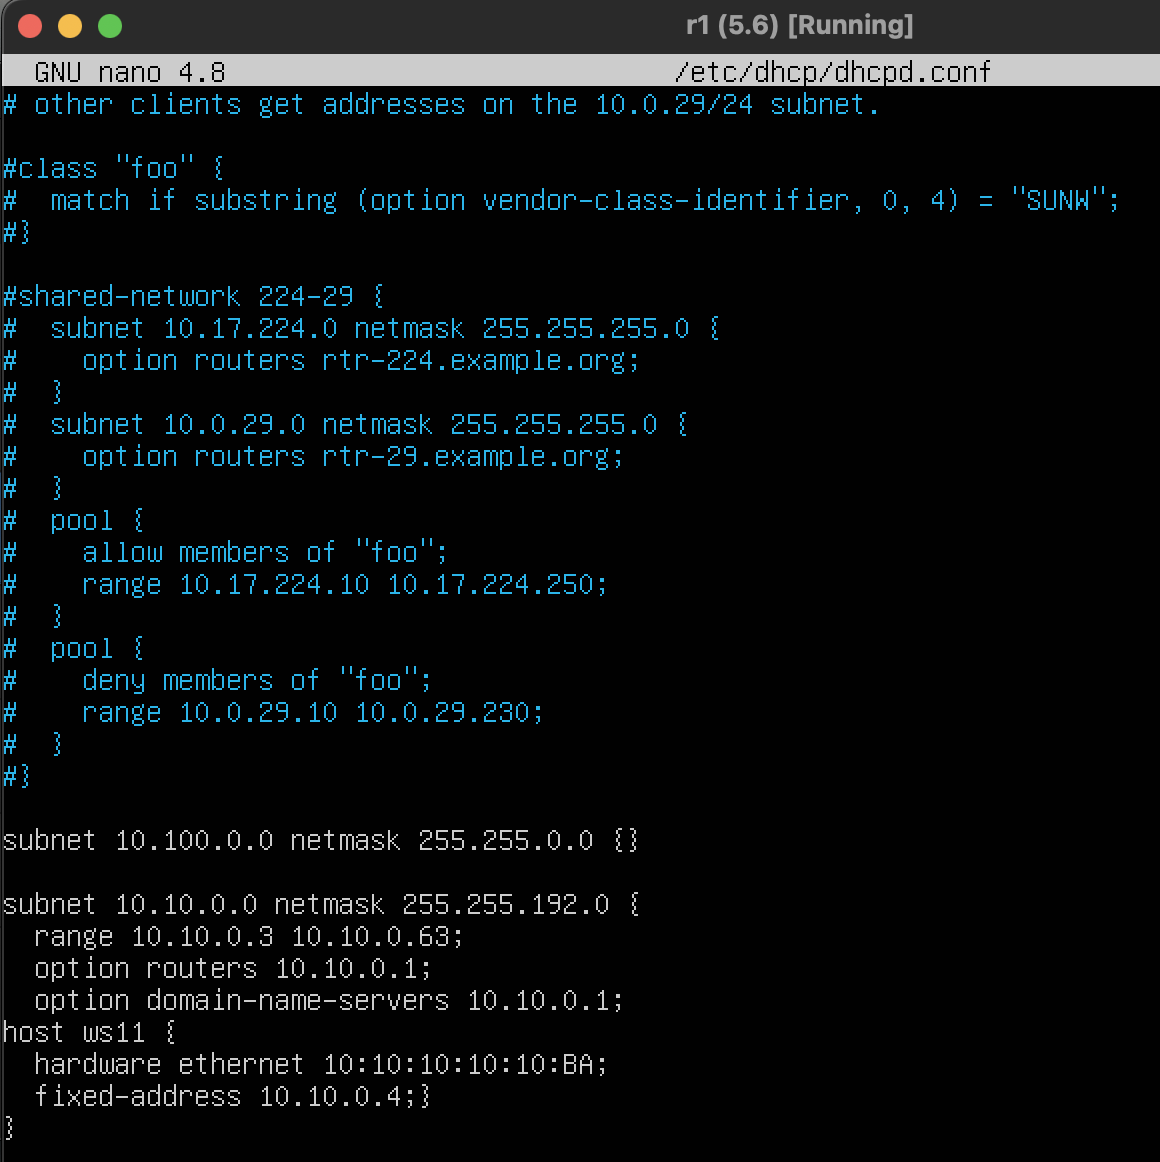 r1 (5.6) [Running]
GNU nano 4.8 /etc/dhcp/dhcpd.conf
# other clients get addresses on the 10.0.29/24 subnet.
#class "foo" {
#  match if substring (option vendor-class-identifier, 0, 4) = "SUNW";
#}
#shared-network 224-29 {
#  subnet 10.17.224.0 netmask 255.255.255.0 {
#    option routers rtr-224.example.org;
#  }
#  subnet 10.0.29.0 netmask 255.255.255.0 {
#    option routers rtr-29.example.org;
#  }
#  pool {
#    allow members of "foo";
#    range 10.17.224.10 10.17.224.250;
#  }
#  pool {
#    deny members of "foo";
#    range 10.0.29.10 10.0.29.230;
#  }
#}
subnet 10.100.0.0 netmask 255.255.0.0 {}
subnet 10.10.0.0 netmask 255.255.192.0 {
  range 10.10.0.3 10.10.0.63;
  option routers 10.10.0.1;
  option domain-name-servers 10.10.0.1;
host ws11 {
  hardware ethernet 10:10:10:10:10:BA;
  fixed-address 10.10.0.4;}
}